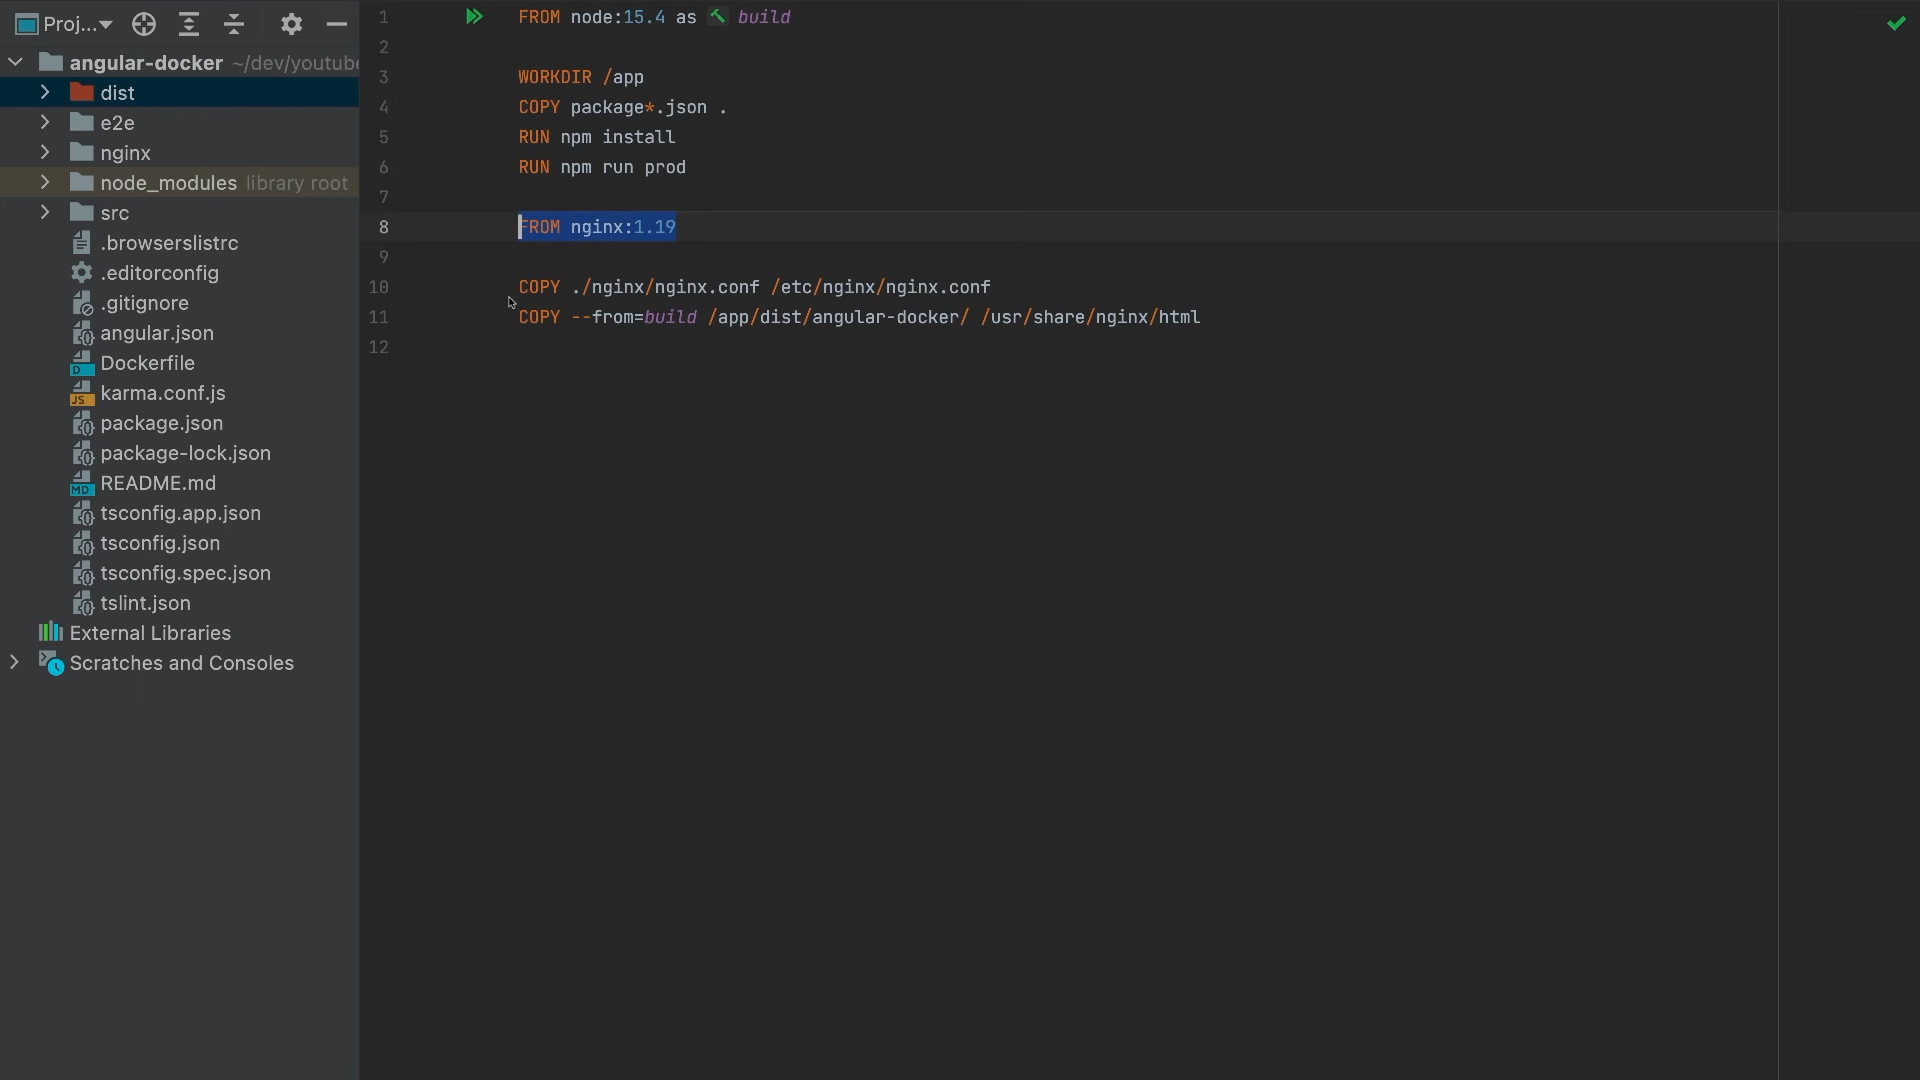 Proj...
angular-docker ~/dev/youtube
dist
e2e
nginx
node_modules library root
src
.browserslistrc
.editorconfig
.gitignore
angular.json
Dockerfile
karma.conf.js
package.json
package-lock.json
README.md
tsconfig.app.json
tsconfig.json
tsconfig.spec.json
tslint.json
External Libraries
Scratches and Consoles
1 FROM node:15.4 as build
2
3 WORKDIR /app
4 COPY package*.json .
5 RUN npm install
6 RUN npm run prod
7
8 FROM nginx:1.19
9
10 COPY ./nginx/nginx.conf /etc/nginx/nginx.conf
11 COPY --from=build /app/dist/angular-docker/ /usr/share/nginx/html
12